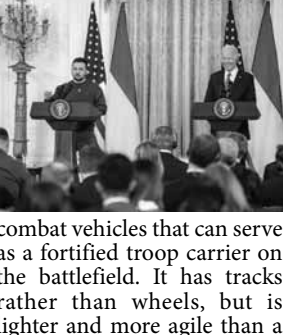 combat vehicles that can serve
as a fortified troop carrier on
the battlefield. It has tracks
rather than wheels, but is
lighter and more agile than a